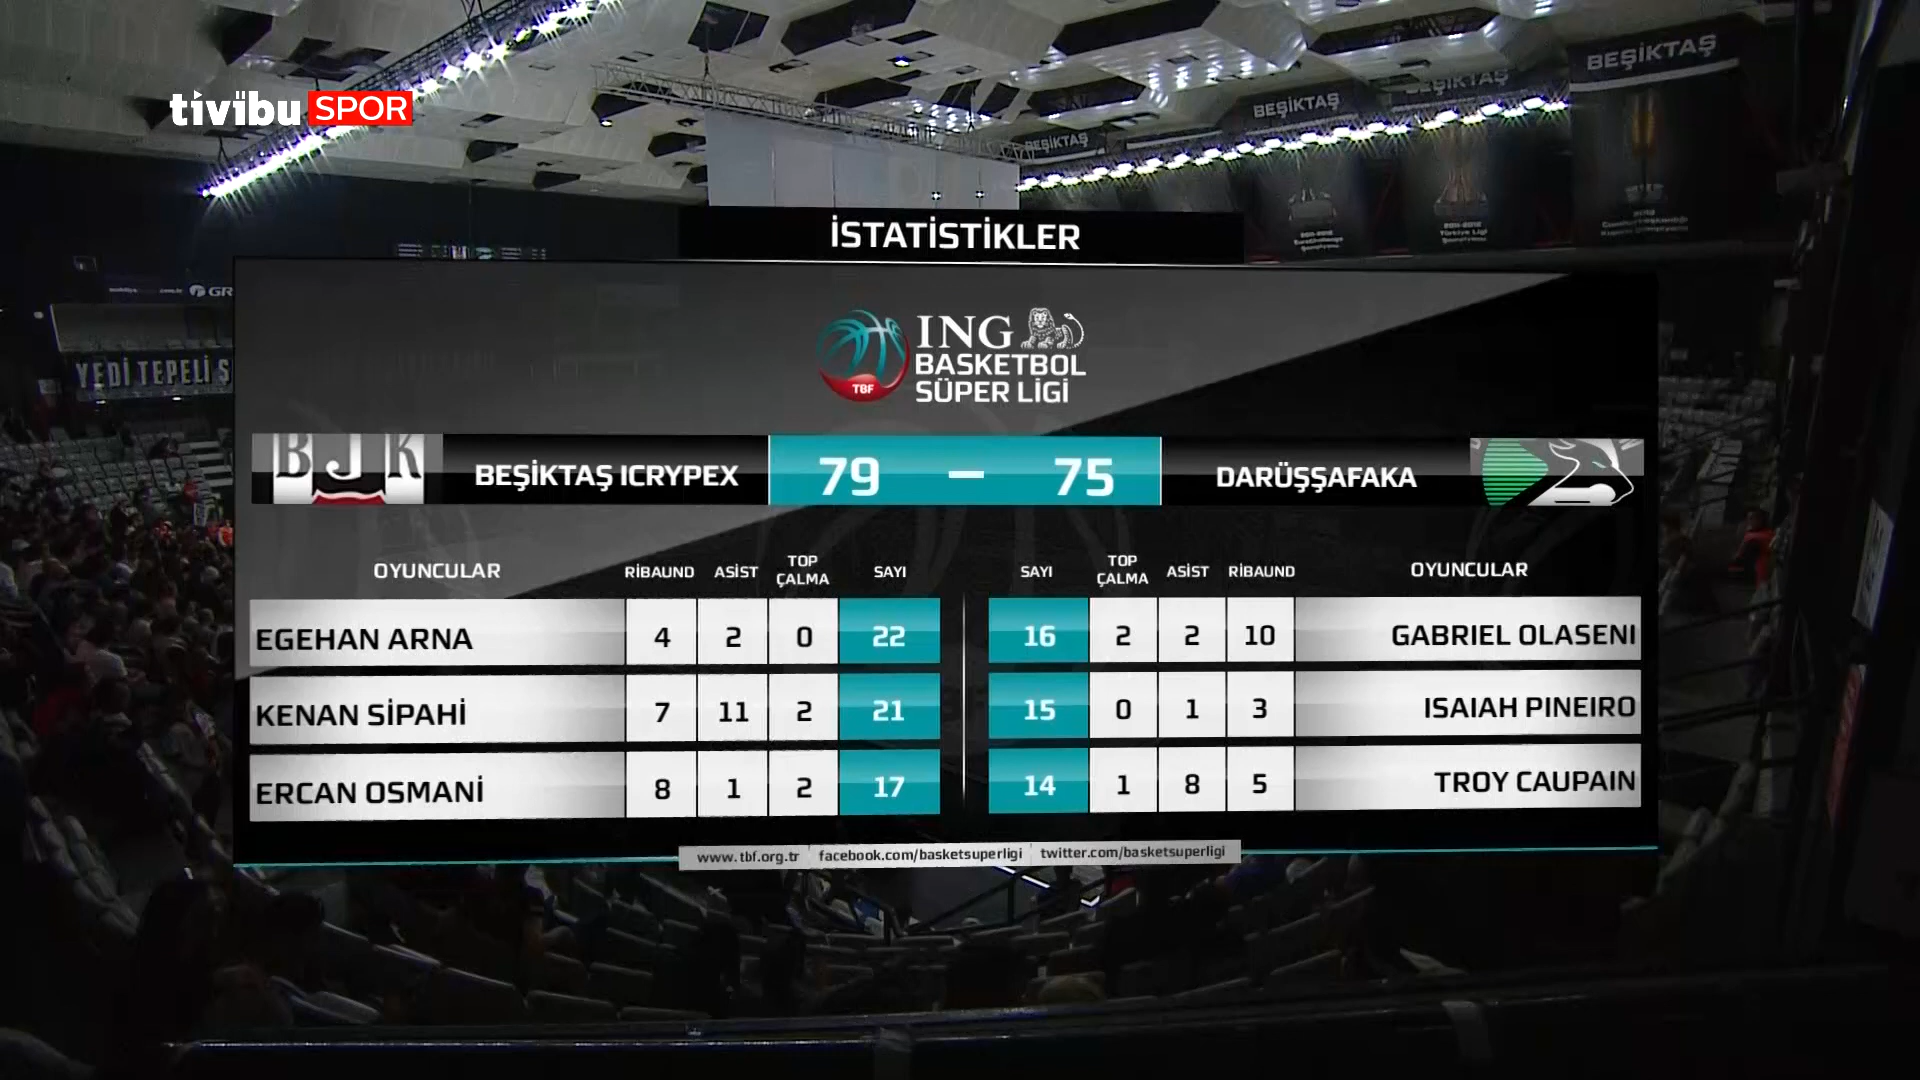 tivibu SPOR
BEŞİKTAŞ
BEŞİKTAŞ
BEŞİKTAŞ
BEŞİKTAŞ
İSTATİSTİKLER
GR
YEDİ TEPELİ Ş
ING
BASKETBOL
SÜPER LİGİ
TBF
BJK BEŞİKTAŞ ICRYPEX 79 – 75 DARÜŞŞAFAKA
OYUNCULAR RİBAUND ASİST TOP ÇALMA SAYI SAYI TOP ÇALMA ASİST RİBAUND OYUNCULAR
EGEHAN ARNA 4 2 0 22 16 2 2 10 GABRIEL OLASENI
KENAN SİPAHİ 7 11 2 21 15 0 1 3 ISAIAH PINEIRO
ERCAN OSMANİ 8 1 2 17 14 1 8 5 TROY CAUPAIN
www.tbf.org.tr facebook.com/basketsuperligi twitter.com/basketsuperligi